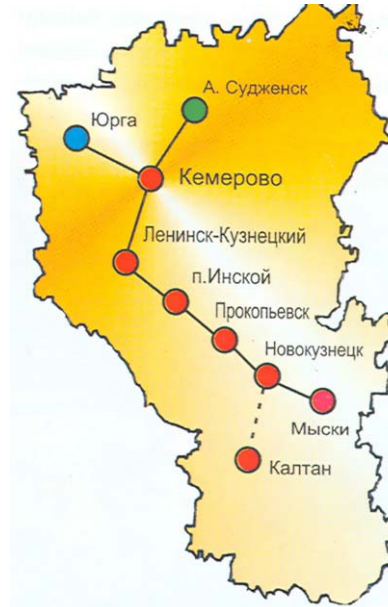 А. Судженск
Юрга
Кемерово
Ленинск-Кузнецкий
п.Инской
Прокопьевск
Новокузнецк
Мыски
Калтан